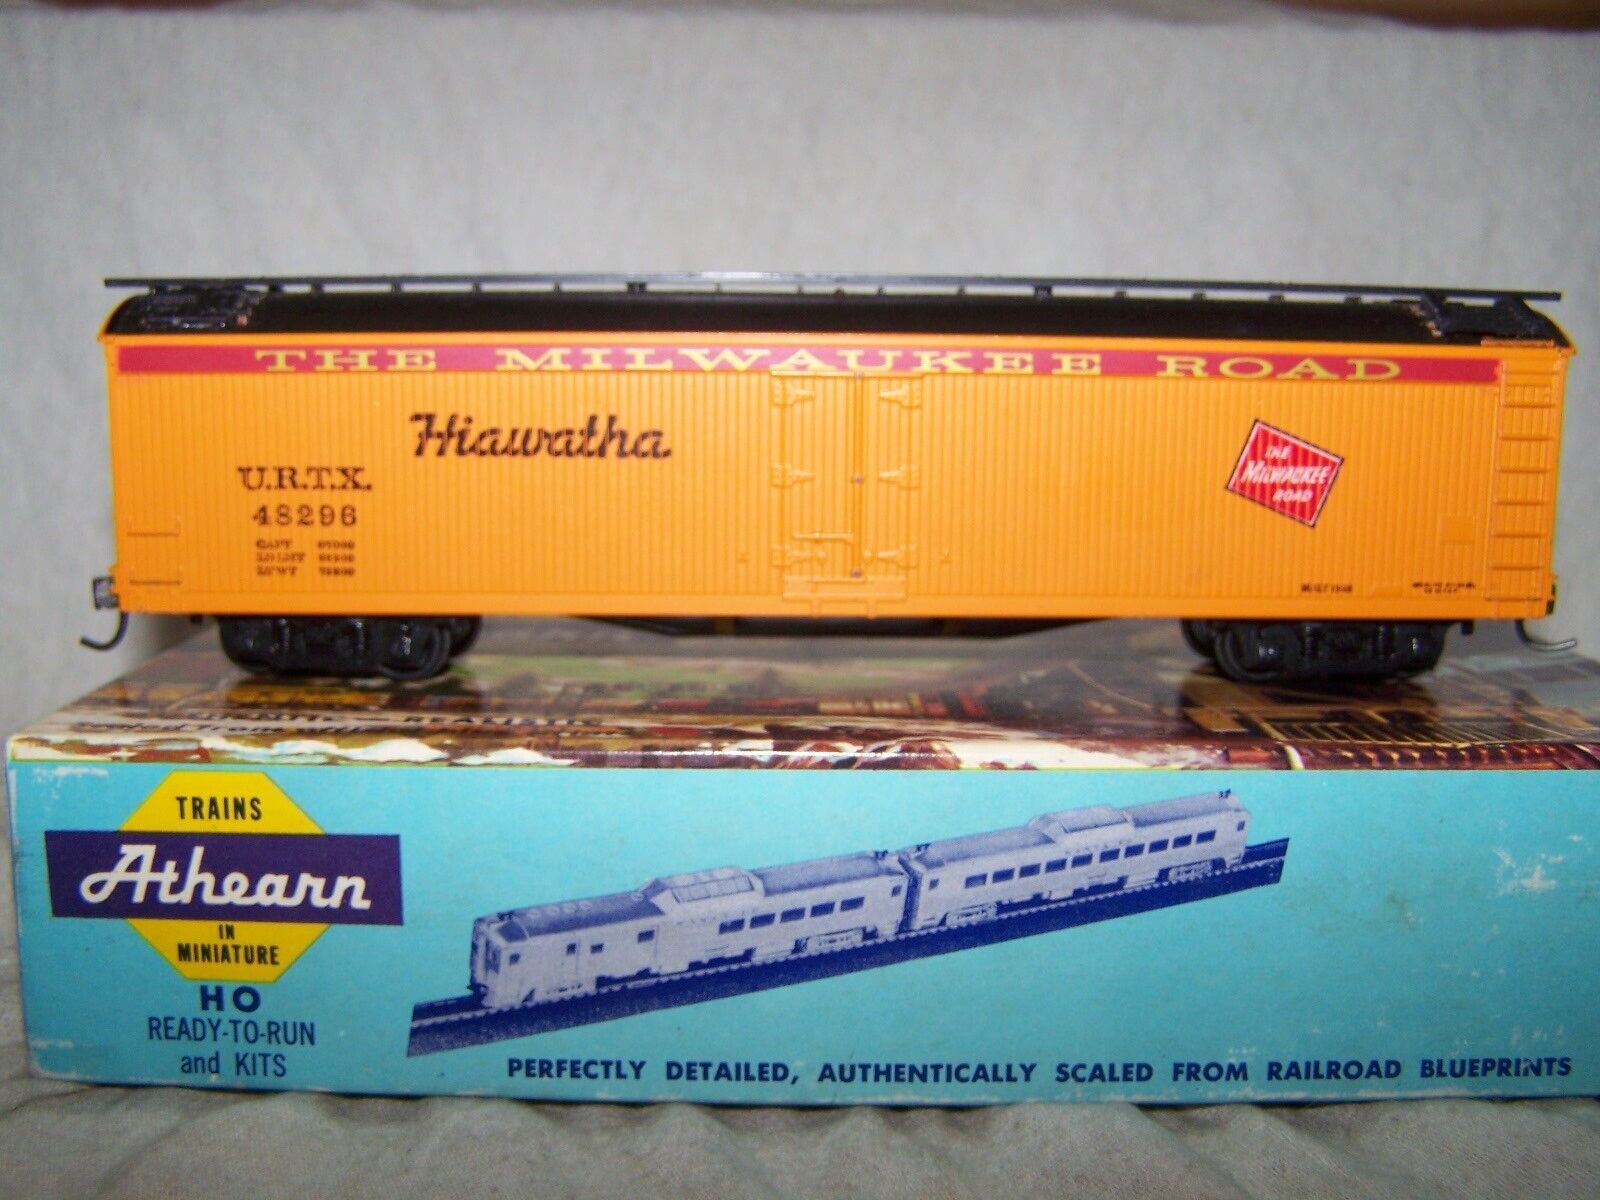 THE MILWAUKEE ROAD
Hiawatha
U.R.T.X.
48296
THE
MILWAUKEE
ROAD
REALISTIC
TRAINS
Athearn
IN
MINIATURE
HO
READY-TO-RUN
and KITS
PERFECTLY DETAILED, AUTHENTICALLY SCALED FROM RAILROAD BLUEPRINTS